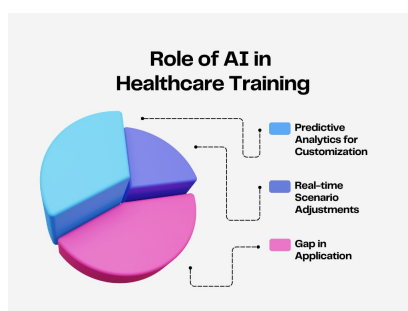 Role of AI in
Healthcare Training
Predictive
Analytics for
Customization
Real-time
Scenario
Adjustments
Gap in
Application